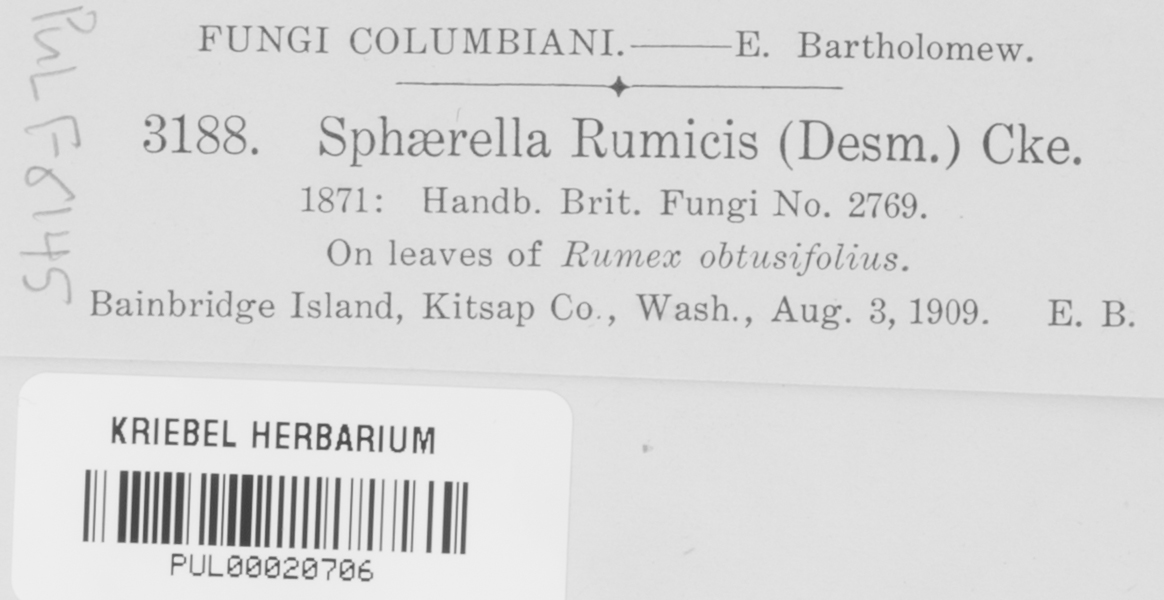 FUNGI COLUMBIANI.——E. Bartholomew.
3188. Sphærella Rumicis (Desm.) Cke.
1871: Handb. Brit. Fungi No. 2769.
On leaves of Rumex obtusifolius.
Bainbridge Island, Kitsap Co., Wash., Aug. 3, 1909. E. B.
PUL F8145
KRIEBEL HERBARIUM
PUL00020706